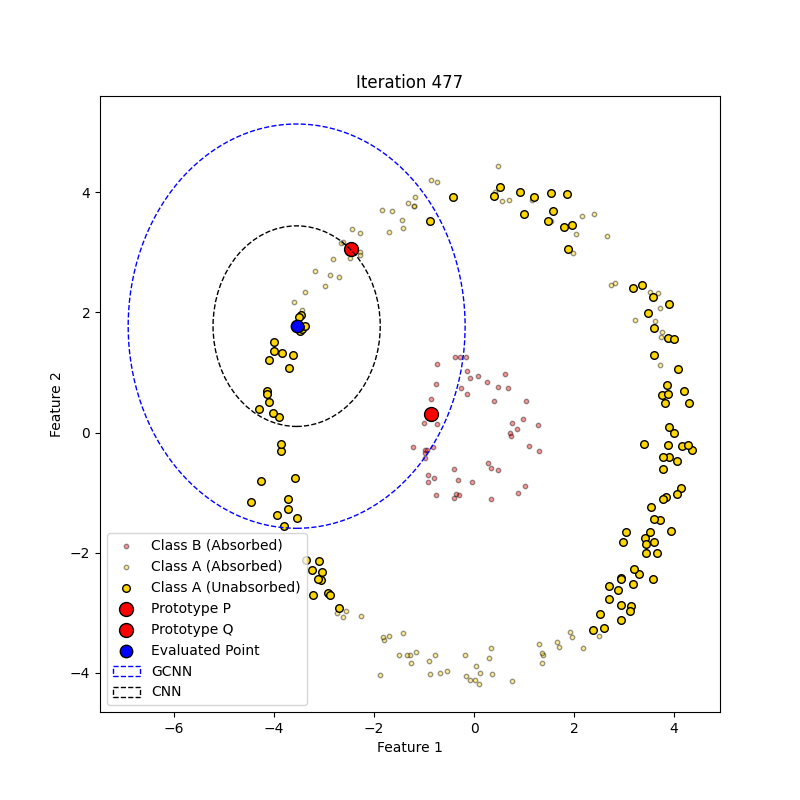 Iteration 477
Feature 2
4
2
0
−2
−4
Class B (Absorbed)
Class A (Absorbed)
Class A (Unabsorbed)
Prototype P
Prototype Q
Evaluated Point
GCNN
CNN
−6 −4 −2 0 2 4
Feature 1